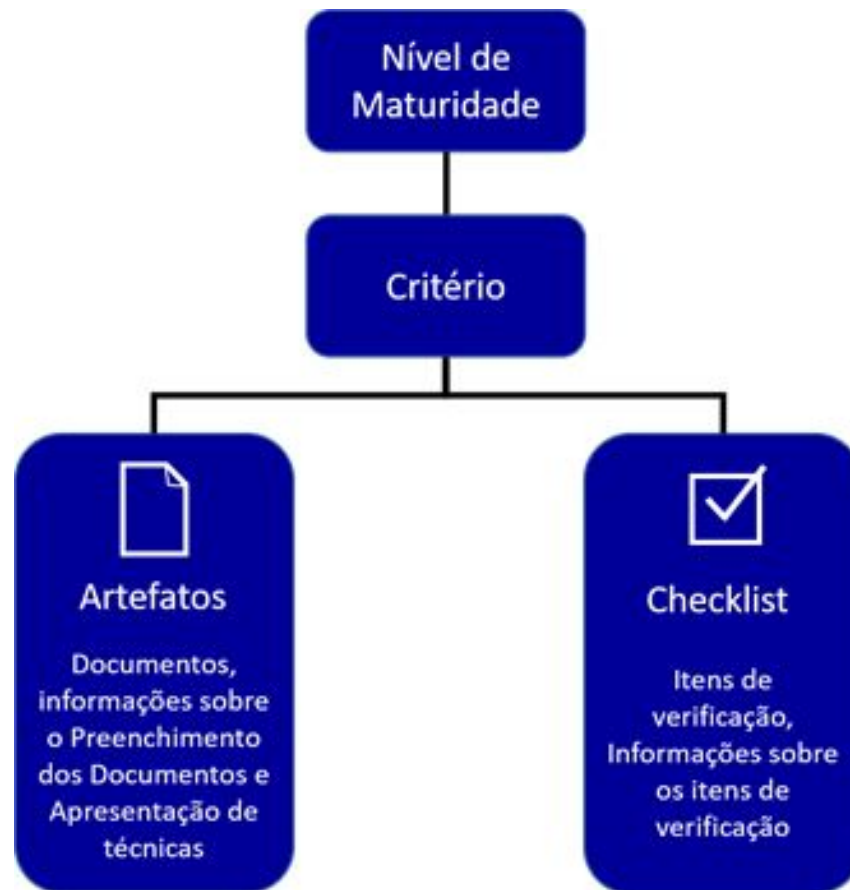 Nível de
Maturidade
Critério
Artefatos
Documentos,
informações sobre
o Preenchimento
dos Documentos e
Apresentação de
técnicas
Checklist
Itens de
verificação,
Informações sobre
os itens de
verificação